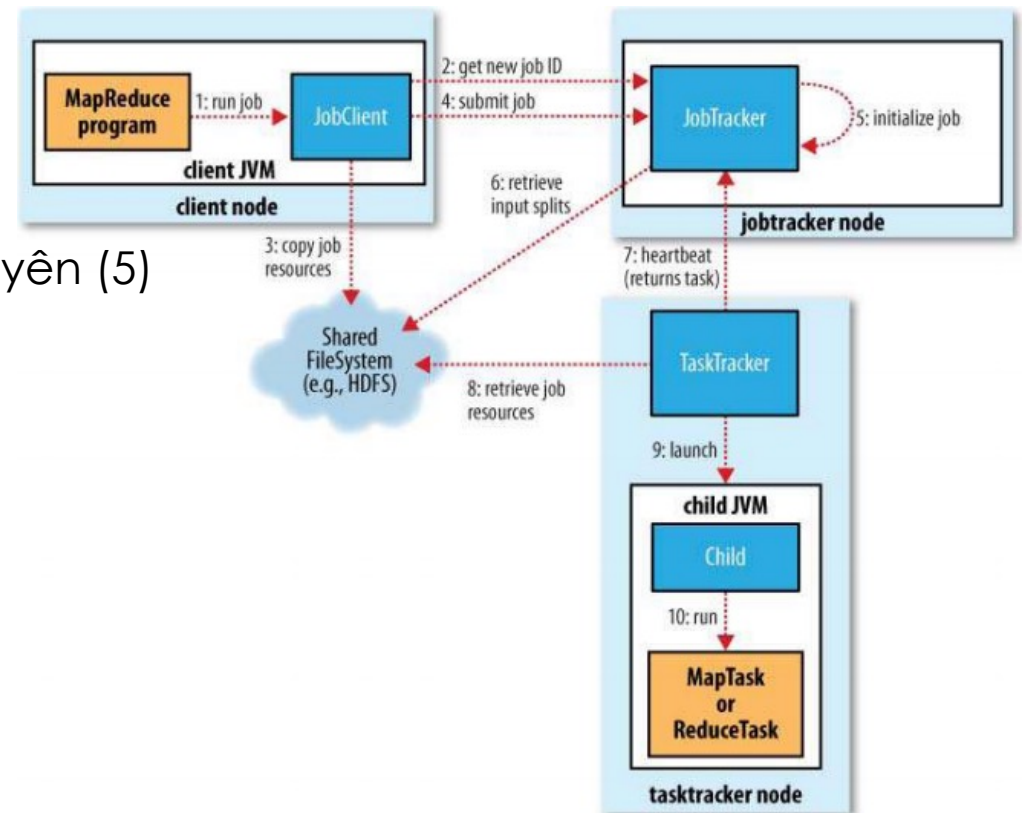 MapReduce
program
1: run job
JobClient
client JVM
client node
2: get new job ID
4: submit job
JobTracker
5: initialize job
jobtracker node
6: retrieve
input splits
3: copy job
resources
yên (5)
7: heartbeat
(returns task)
Shared
FileSystem
(e.g., HDFS)
TaskTracker
8: retrieve job
resources
9: launch
child JVM
Child
10: run
MapTask
or
ReduceTask
tasktracker node